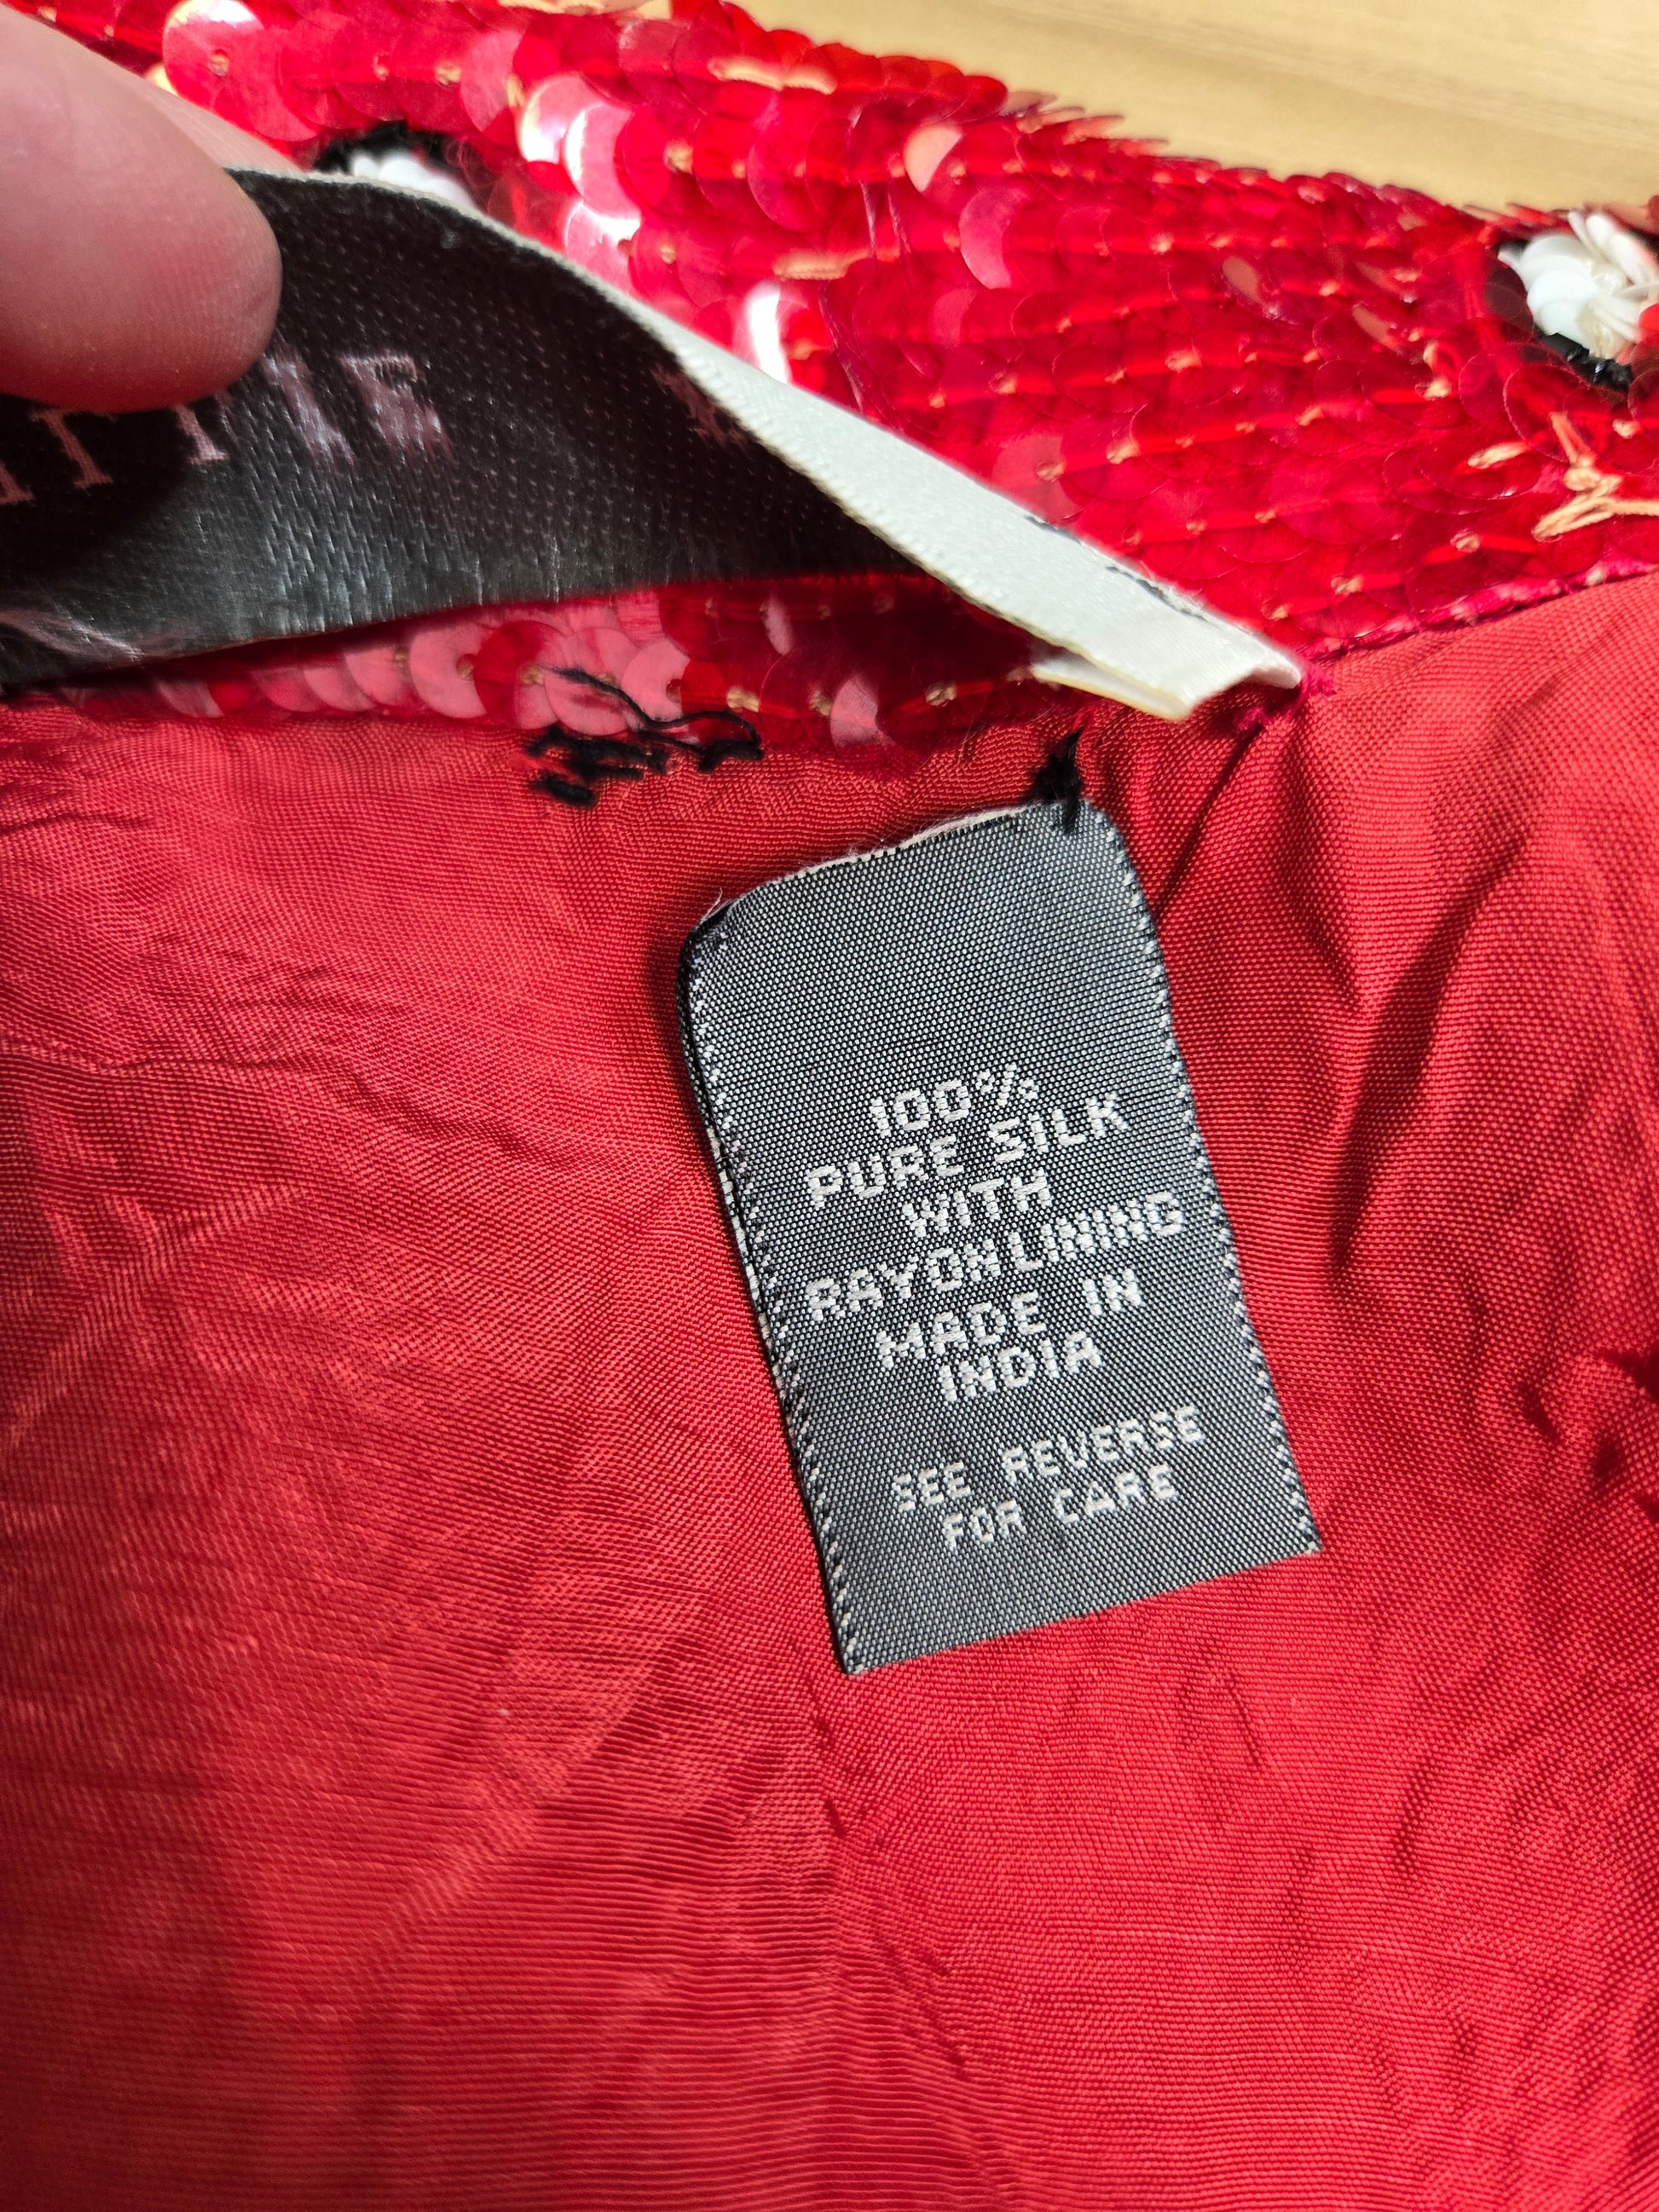 100%
PURE SILK
WITH
RAYON LINING
MADE IN
INDIA
SEE REVERSE
FOR CARE